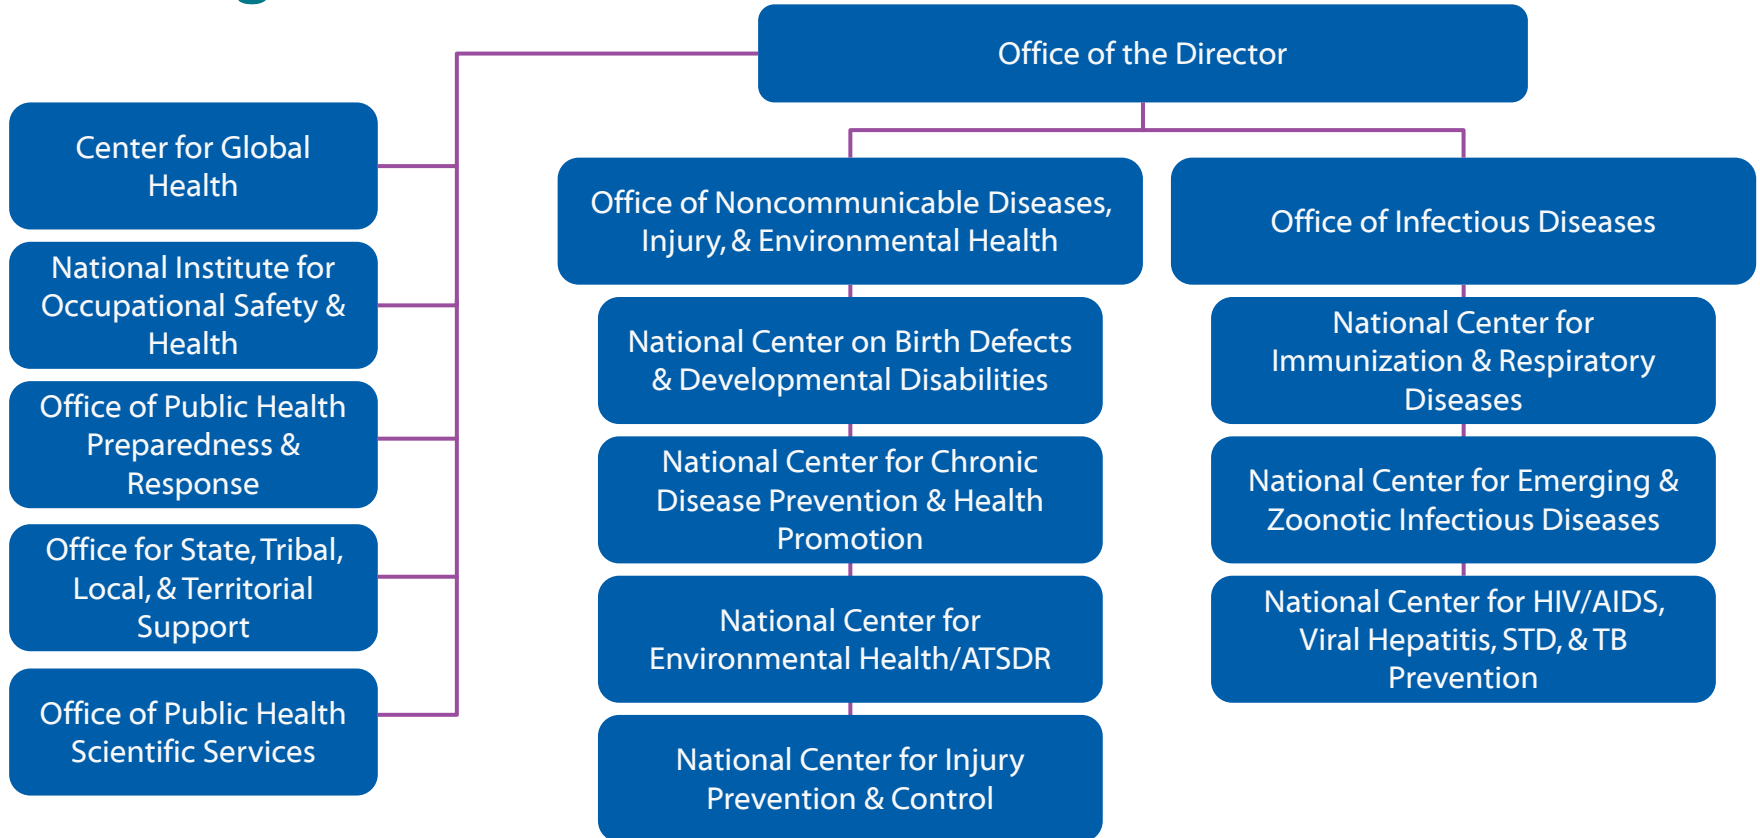 Office of the Director
Center for Global
Health
National Institute for
Occupational Safety &
Health
Office of Public Health
Preparedness &
Response
Office for State, Tribal,
Local, & Territorial
Support
Office of Public Health
Scientific Services
Office of Noncommunicable Diseases,
Injury, & Environmental Health
National Center on Birth Defects
& Developmental Disabilities
National Center for Chronic
Disease Prevention & Health
Promotion
National Center for
Environmental Health/ATSDR
National Center for Injury
Prevention & Control
Office of Infectious Diseases
National Center for
Immunization & Respiratory
Diseases
National Center for Emerging &
Zoonotic Infectious Diseases
National Center for HIV/AIDS,
Viral Hepatitis, STD, & TB
Prevention